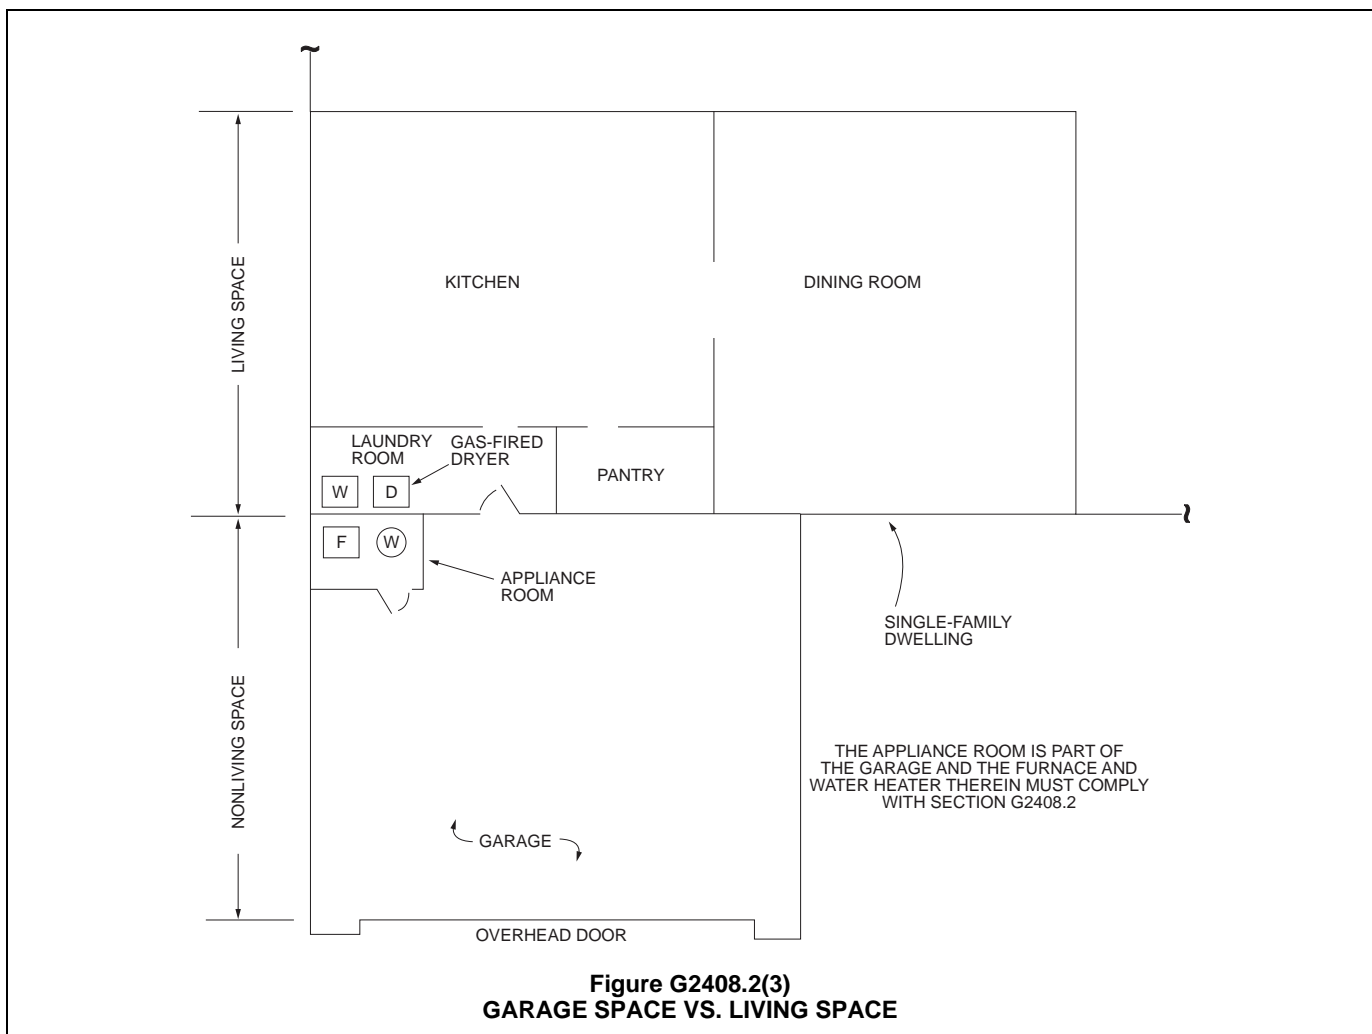 LIVING SPACE
KITCHEN
DINING ROOM
LAUNDRY
ROOM
GAS-FIRED
DRYER
PANTRY
W
D
F
W
APPLIANCE
ROOM
SINGLE-FAMILY
DWELLING
NONLIVING SPACE
THE APPLIANCE ROOM IS PART OF
THE GARAGE AND THE FURNACE AND
WATER HEATER THEREIN MUST COMPLY
WITH SECTION G2408.2
GARAGE
OVERHEAD DOOR
Figure G2408.2(3)
GARAGE SPACE VS. LIVING SPACE